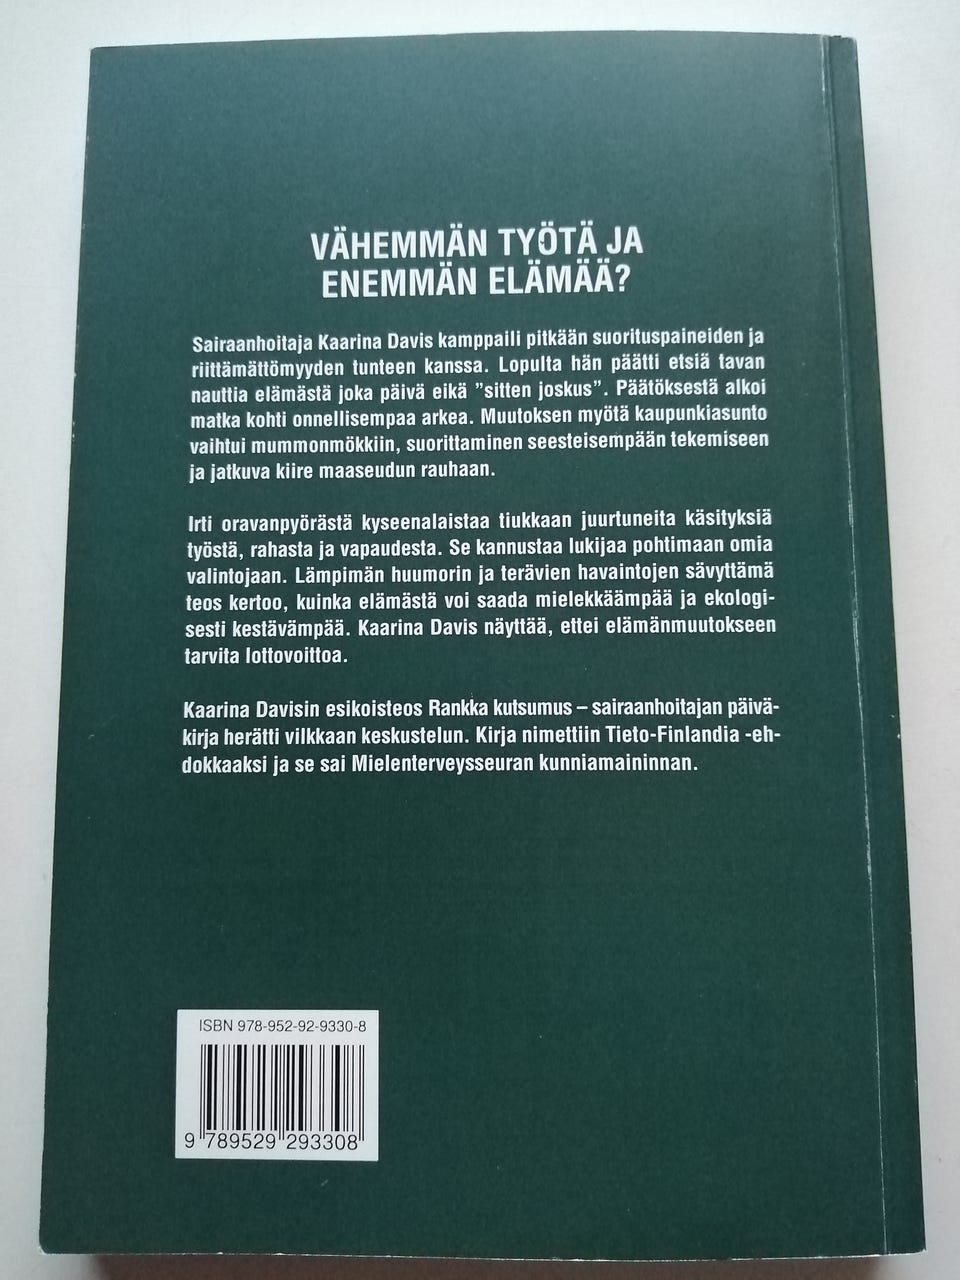 VÄHEMMÄN TYÖTÄ JA
ENEMMÄN ELÄMÄÄ?
Sairaanhoitaja Kaarina Davis kamppaili pitkään suorituspaineiden ja
riittämättömyyden tunteen kanssa. Lopulta hän päätti etsiä tavan
nauttia elämästä joka päivä eikä ”sitten joskus”. Päätöksestä alkoi
matka kohti onnellisempaa arkea. Muutoksen myötä kaupunkiasunto
vaihtui mummonmökkiin, suorittaminen seesteisempään tekemiseen
ja jatkuva kiire maaseudun rauhaan.
Irti oravanpyörästä kyseenalaistaa tiukkaan juurtuneita käsityksiä
työstä, rahasta ja vapaudesta. Se kannustaa lukijaa pohtimaan omia
valintojaan. Lämpimän huumorin ja terävien havaintojen sävyttämä
teos kertoo, kuinka elämästä voi saada mielekkäämpää ja ekologi-
sesti kestävämpää. Kaarina Davis näyttää, ettei elämänmuutokseen
tarvita lottovoittoa.
Kaarina Davisin esikoisteos Rankka kutsumus – sairaanhoitajan päivä-
kirja herätti vilkkaan keskustelun. Kirja nimettiin Tieto-Finlandia -eh-
dokkaaksi ja se sai Mielenterveysseuran kunniamaininnan.
ISBN 978-952-92-9330-8
9 789529 293308